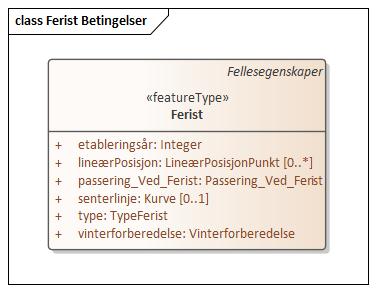 class Ferist Betingelser
Fellesegenskaper
«featureType»
Ferist
+ etableringsår: Integer
+ lineærPosisjon: LineærPosisjonPunkt [0..*]
+ passering_Ved_Ferist: Passering_Ved_Ferist
+ senterlinje: Kurve [0..1]
+ type: TypeFerist
+ vinterforberedelse: Vinterforberedelse